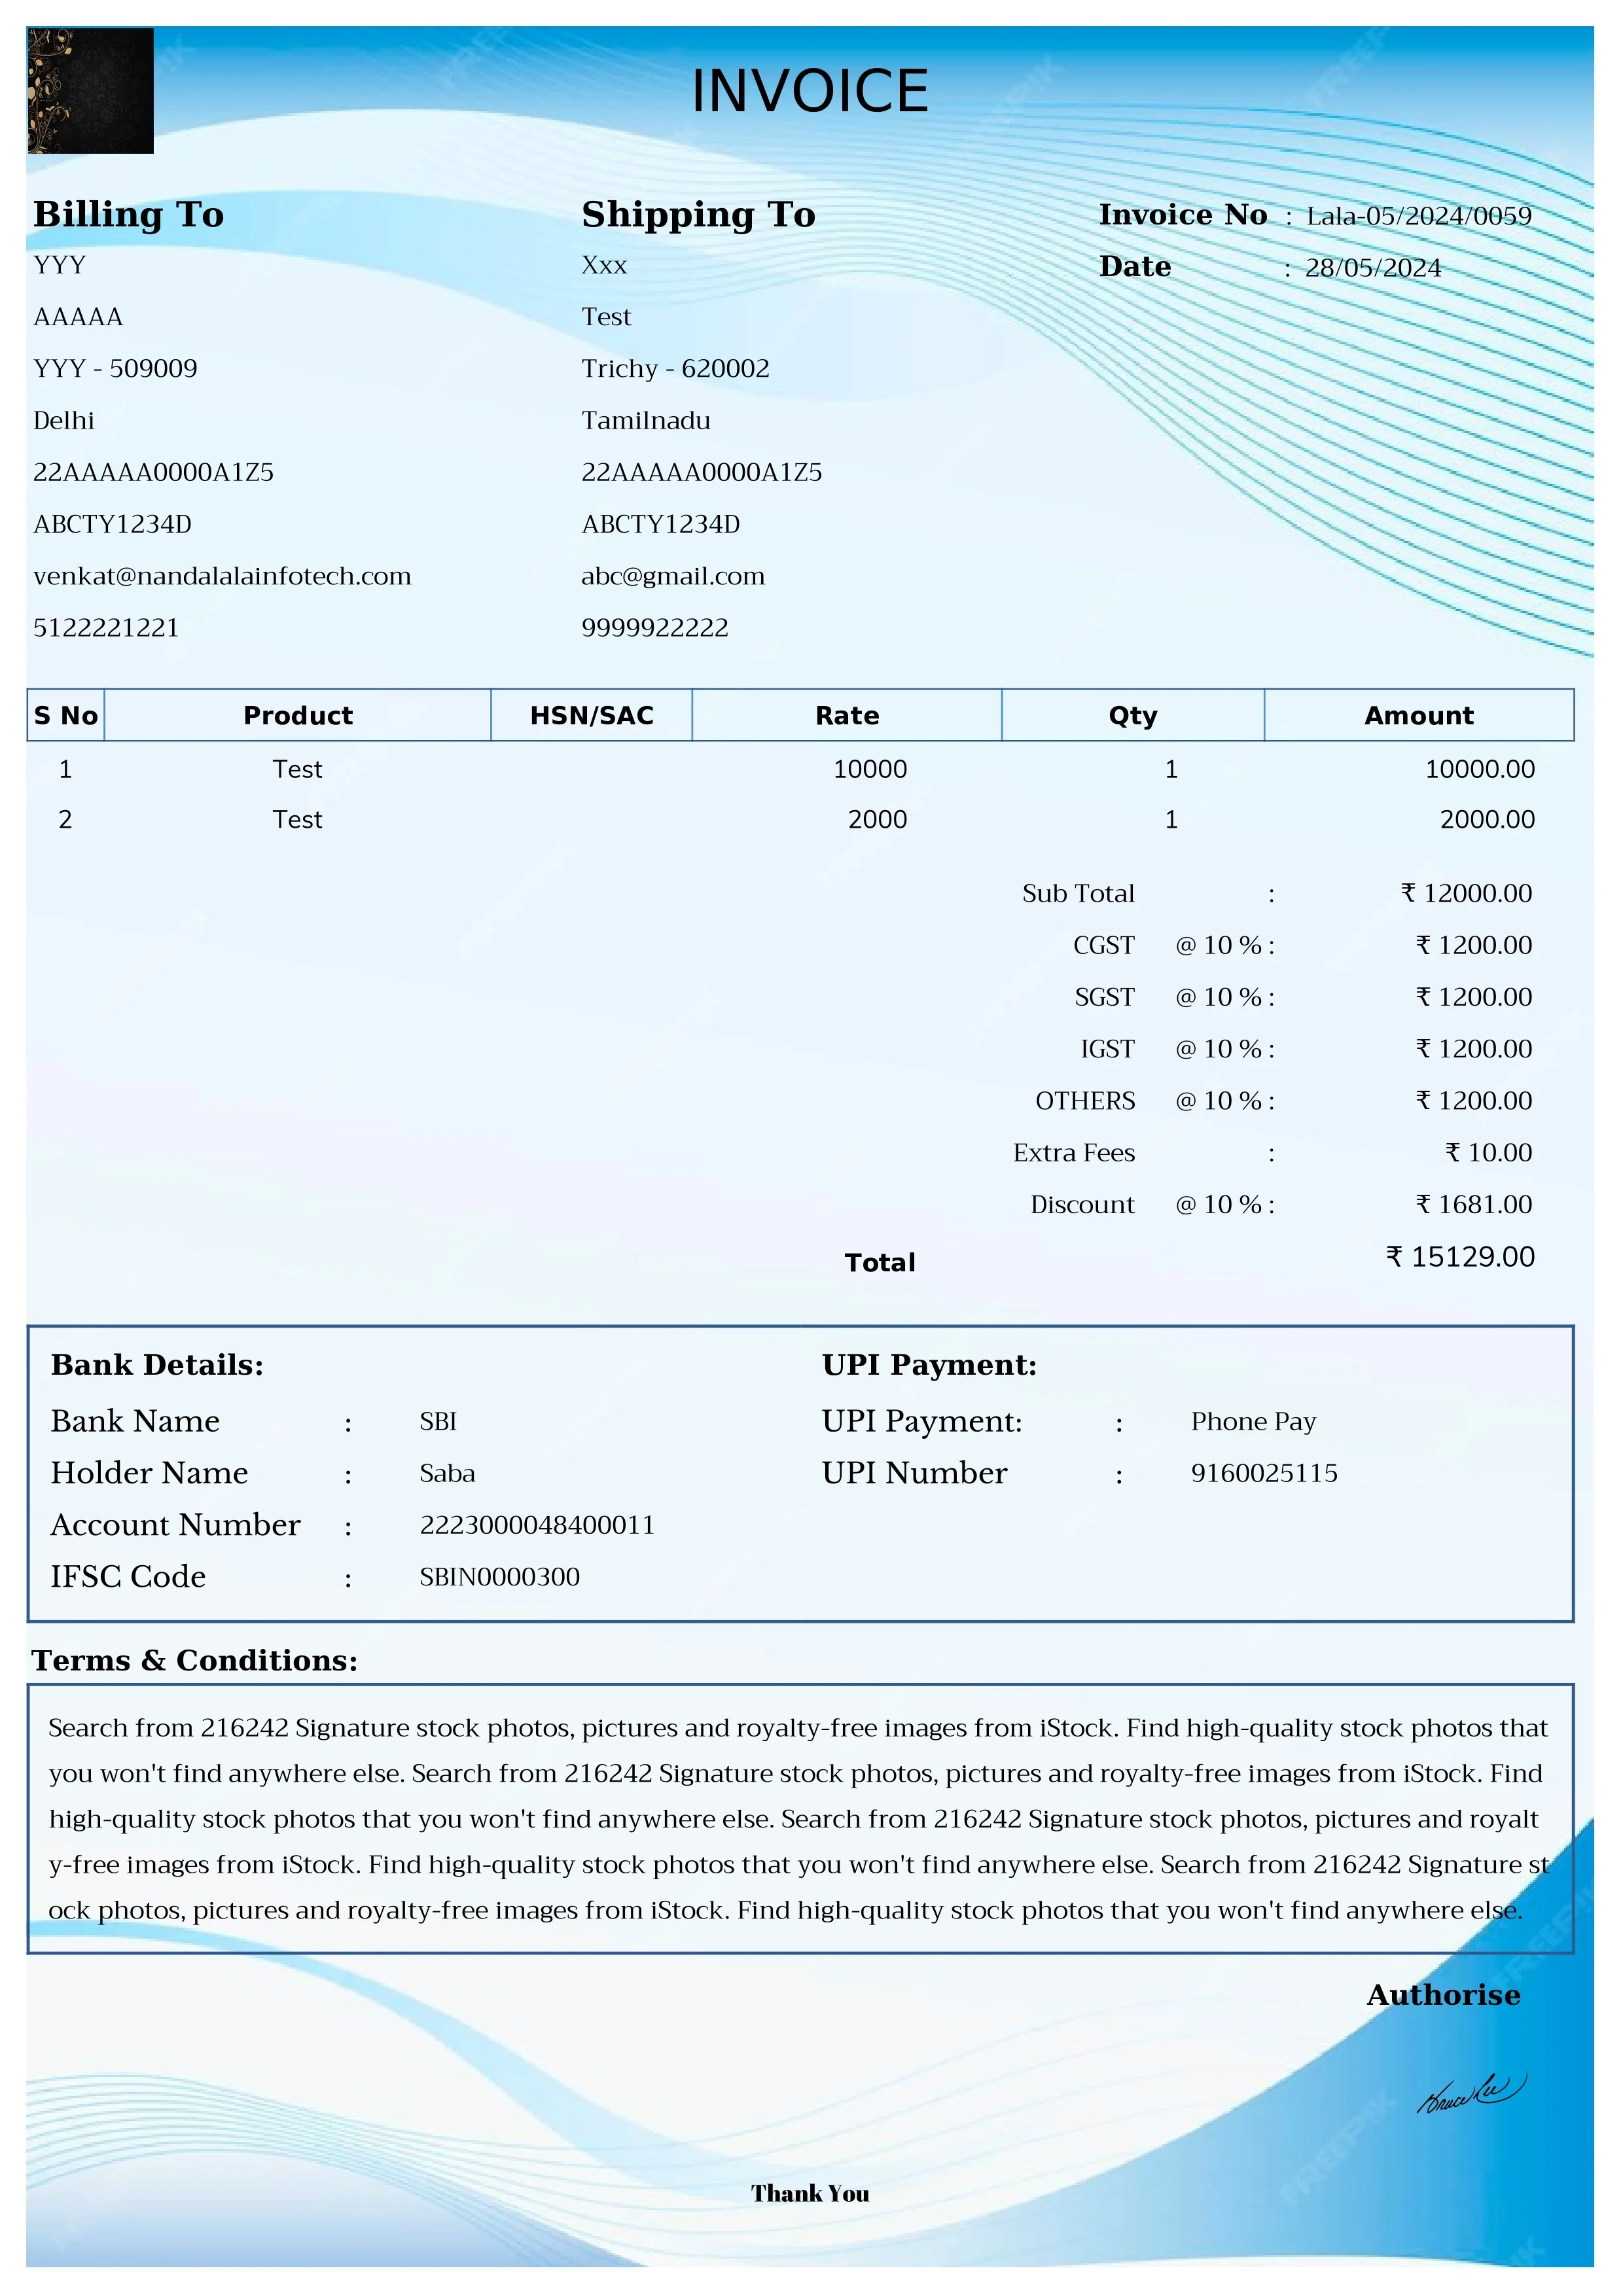 INVOICE
Billing To
YYY
AAAAA
YYY - 509009
Delhi
22AAAAA0000A1Z5
ABCTY1234D
venkat@nandalalainfotech.com
5122221221
Shipping To
Xxx
Test
Trichy - 620002
Tamilnadu
22AAAAA0000A1Z5
ABCTY1234D
abc@gmail.com
9999922222
Invoice No : Lala-05/2024/0059
Date : 28/05/2024
S No Product HSN/SAC Rate Qty Amount
1 Test 10000 1 10000.00
2 Test 2000 1 2000.00
Sub Total : ₹ 12000.00
CGST @ 10 % : ₹ 1200.00
SGST @ 10 % : ₹ 1200.00
IGST @ 10 % : ₹ 1200.00
OTHERS @ 10 % : ₹ 1200.00
Extra Fees : ₹ 10.00
Discount @ 10 % : ₹ 1681.00
Total ₹ 15129.00
Bank Details:
Bank Name : SBI
Holder Name : Saba
Account Number : 2223000048400011
IFSC Code : SBIN0000300
UPI Payment:
UPI Payment: : Phone Pay
UPI Number : 9160025115
Terms & Conditions:
Search from 216242 Signature stock photos, pictures and royalty-free images from iStock. Find high-quality stock photos that
you won't find anywhere else. Search from 216242 Signature stock photos, pictures and royalty-free images from iStock. Find
high-quality stock photos that you won't find anywhere else. Search from 216242 Signature stock photos, pictures and royalt
y-free images from iStock. Find high-quality stock photos that you won't find anywhere else. Search from 216242 Signature st
ock photos, pictures and royalty-free images from iStock. Find high-quality stock photos that you won't find anywhere else.
Authorise
Bruce Lee
Thank You